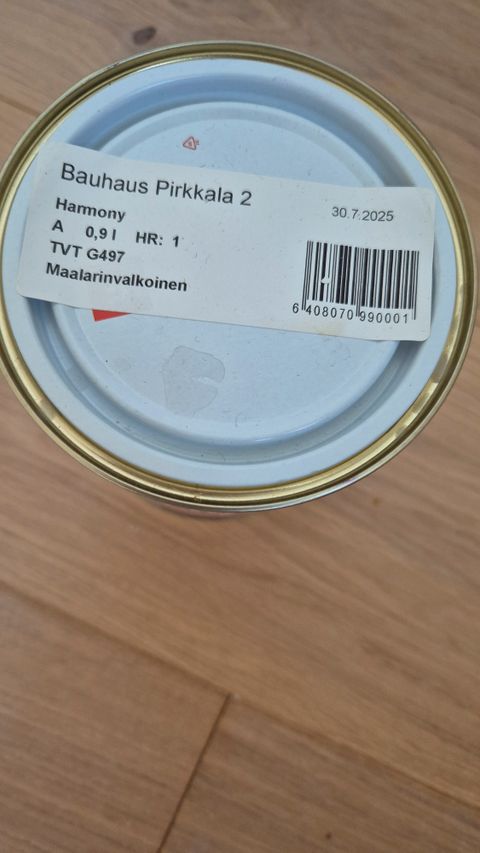 Bauhaus Pirkkala 2
30.7.2025
Harmony
A 0,9 l HR: 1
TVT G497
Maalarinvalkoinen
6 408070 990001